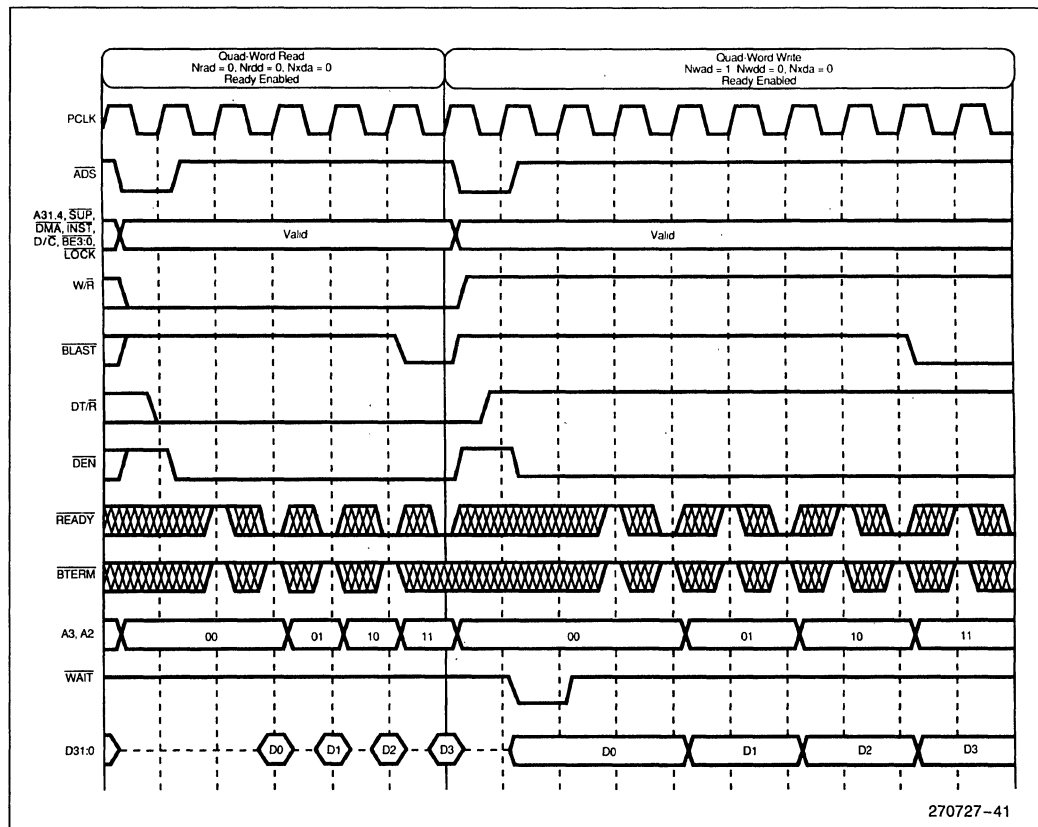 Quad-Word Read
Nrad = 0, Nrdd = 0, Nxda = 0
Ready Enabled
Quad-Word Write
Nwad = 1 Nwdd = 0, Nxda = 0
Ready Enabled
PCLK
ADS
A31.4, SUP,
DMA, INST,
D/C, BE3:0,
LOCK
Valid
Valid
W/R
BLAST
DT/R
DEN
READY
BTERM
A3, A2
00
01
10
11
00
01
10
11
WAIT
D31:0
D0
D1
D2
D3
D0
D1
D2
D3
270727-41